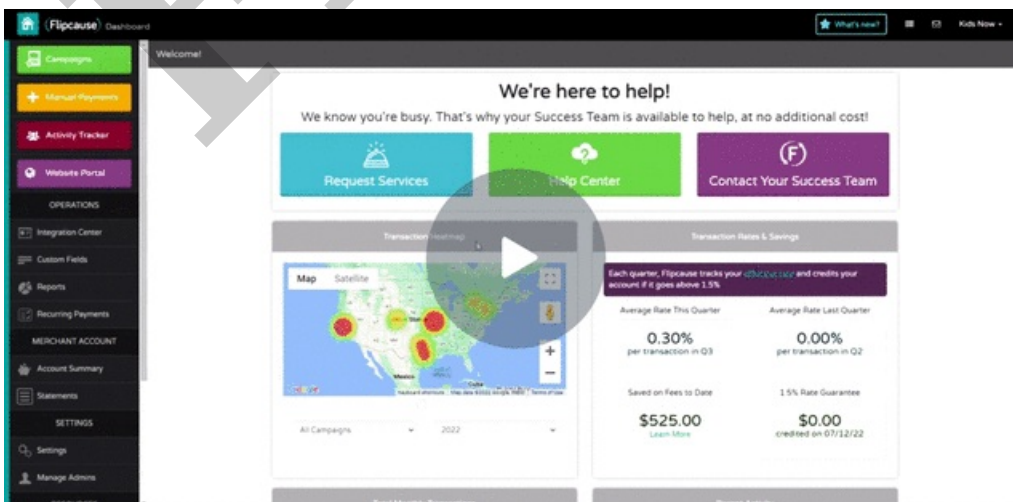 (Flipcause) Dashboard
What's new?
Kids Now
Campaigns
Manual Payments
Activity Tracker
Website Portal
OPERATIONS
Integration Center
Custom Fields
Reports
Recurring Payments
MERCHANT ACCOUNT
Account Summary
Statements
SETTINGS
Settings
Manage Admins
Welcome!
We're here to help!
We know you're busy. That's why your Success Team is available to help, at no additional cost!
Request Services
Help Center
Contact Your Success Team
Transaction Heatmap
Map Satellite
Mexico
Cuba
All Campaigns
2022
Transaction Rates & Savings
Each quarter, Flipcause tracks your effective rate and credits your
account if it goes above 1.5%
Average Rate This Quarter
0.30%
per transaction in Q3
Average Rate Last Quarter
0.00%
per transaction in Q2
Saved on Fees to Date
$525.00
Learn More
1.5% Rate Guarantee
$0.00
credited on 07/12/22